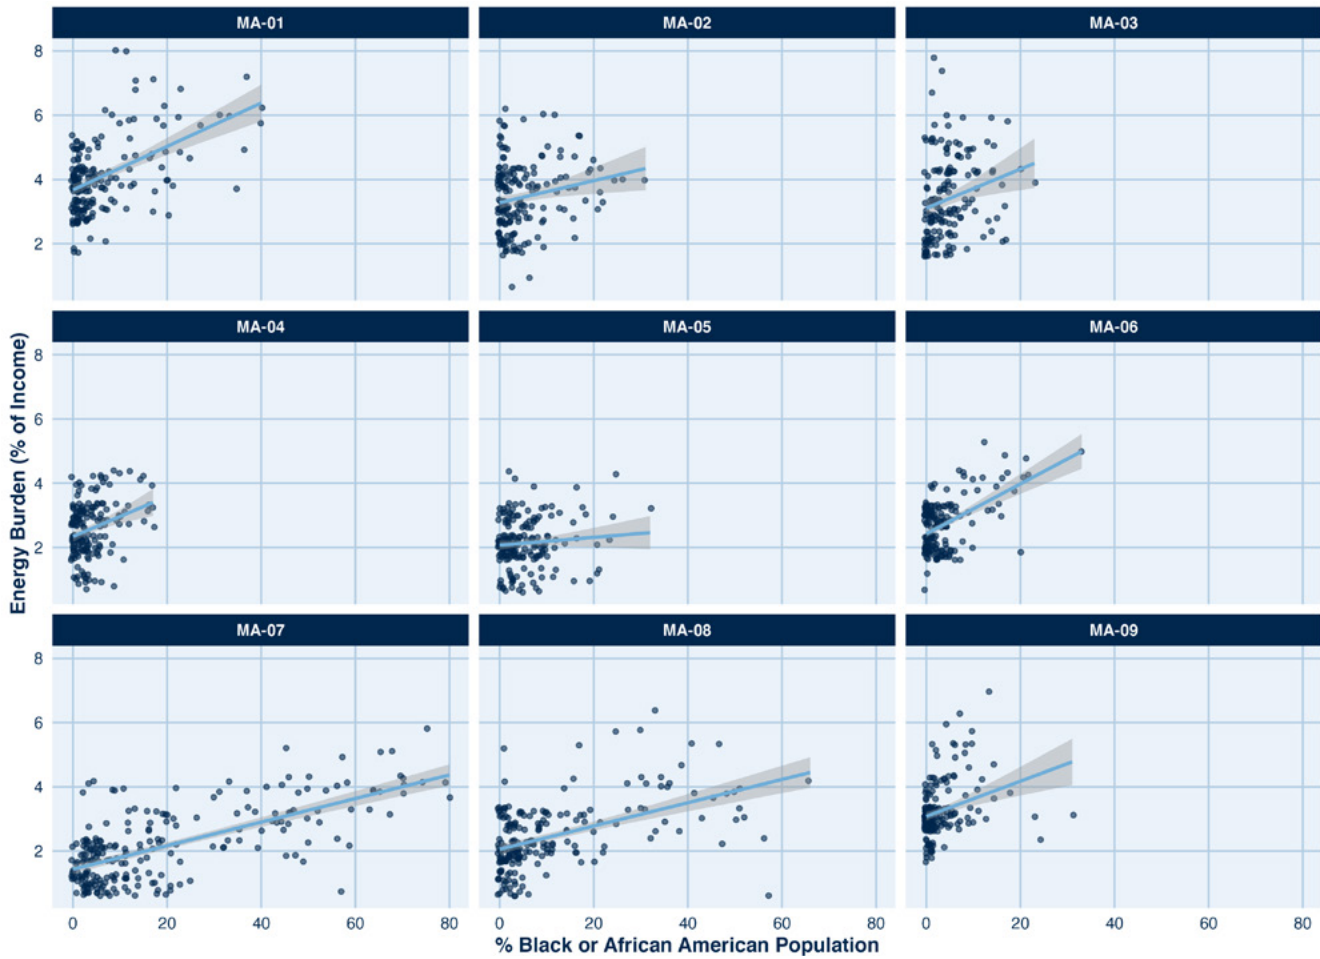 MA-01 MA-02 MA-03
8
6
4
2
MA-04 MA-05 MA-06
8
6
4
2
MA-07 MA-08 MA-09
8
6
4
2
0 20 40 60 80 0 20 40 60 80 0 20 40 60 80
Energy Burden (% of Income)
% Black or African American Population